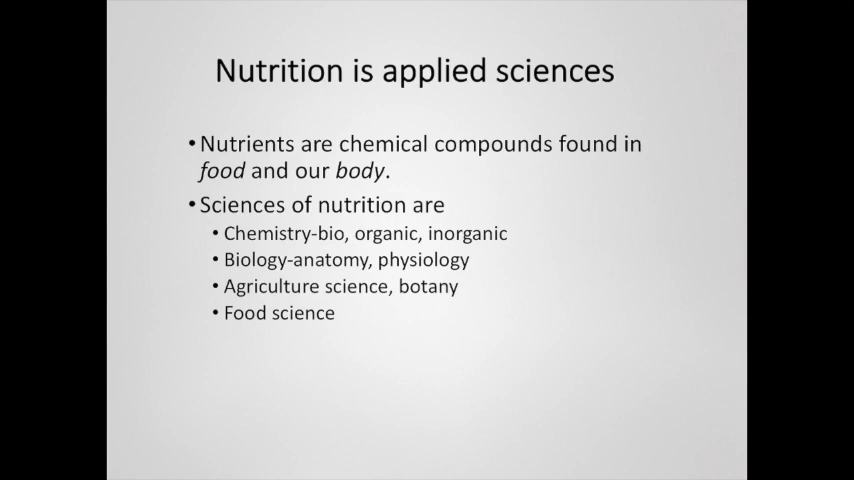 Nutrition is applied sciences
•Nutrients are chemical compounds found in
food and our body.
•Sciences of nutrition are
• Chemistry-bio, organic, inorganic
• Biology-anatomy, physiology
• Agriculture science, botany
• Food science